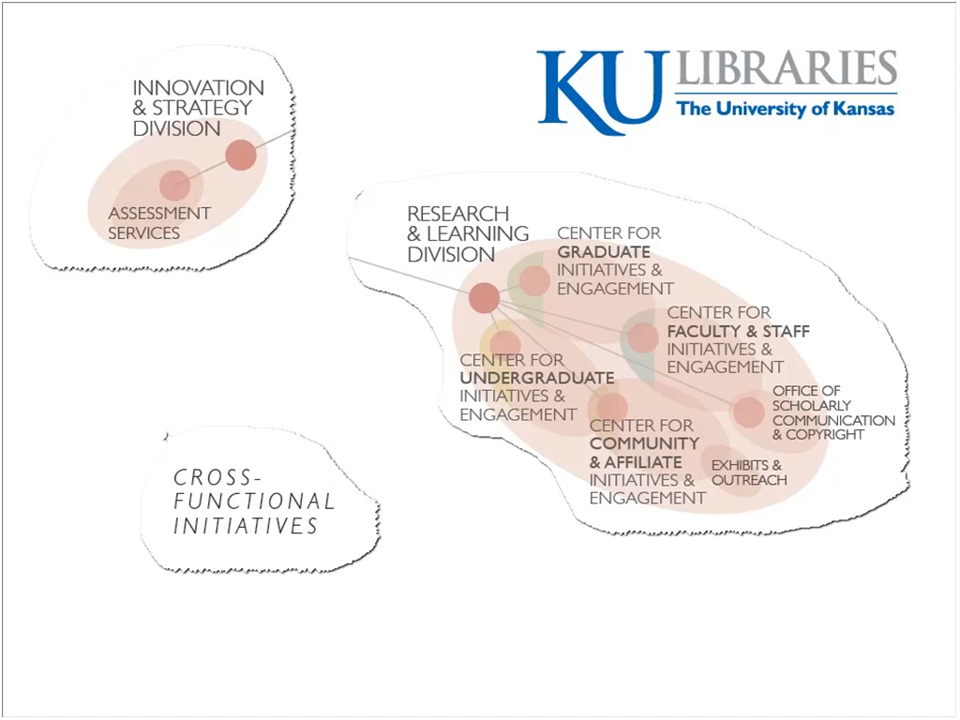 INNOVATION
& STRATEGY
DIVISION
ASSESSMENT
SERVICES
KU LIBRARIES
The University of Kansas
RESEARCH
& LEARNING
DIVISION
CENTER FOR
GRADUATE
INITIATIVES &
ENGAGEMENT
CENTER FOR
FACULTY & STAFF
INITIATIVES &
ENGAGEMENT
CENTER FOR
UNDERGRADUATE
INITIATIVES &
ENGAGEMENT
OFFICE OF
SCHOLARLY
COMMUNICATION
& COPYRIGHT
CENTER FOR
COMMUNITY
& AFFILIATE
INITIATIVES &
ENGAGEMENT
EXHIBITS &
OUTREACH
CROSS-
FUNCTIONAL
INITIATIVES